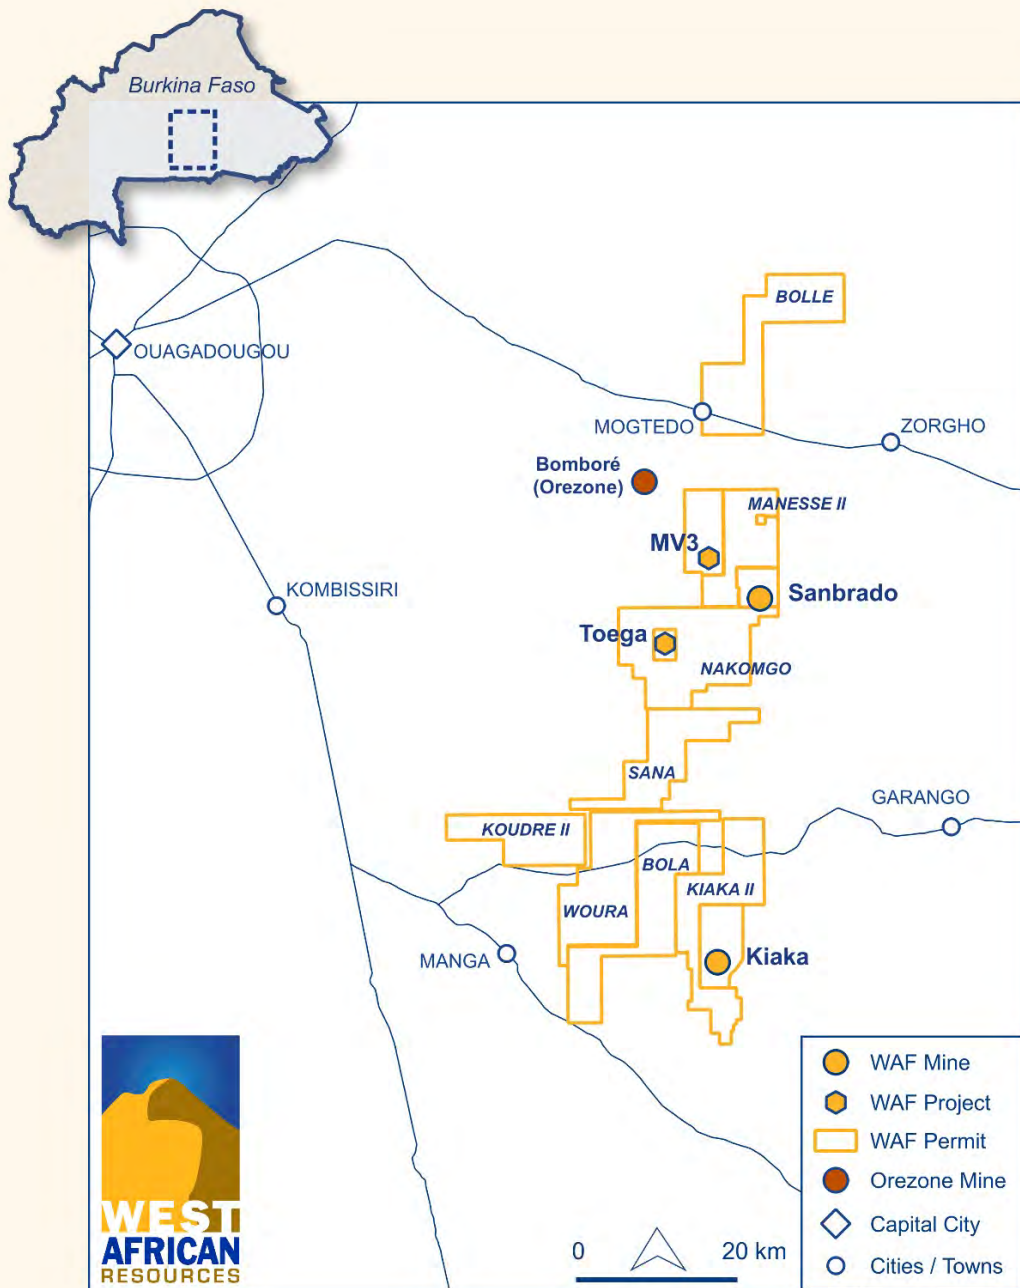 Burkina Faso
BOLLE
OUAGADOUGOU
MOGTEDO
ZORGHO
Bomboré
(Orezone)
MANESSE II
MV3
KOMBISSIRI
Sanbrado
Toega
NAKOMGO
SANA
GARANGO
KOUDRE II
BOLA
KIAKA II
WOURA
MANGA
Kiaka
WAF Mine
WAF Project
WAF Permit
Orezone Mine
Capital City
Cities / Towns
0 20 km
WEST
AFRICAN
RESOURCES